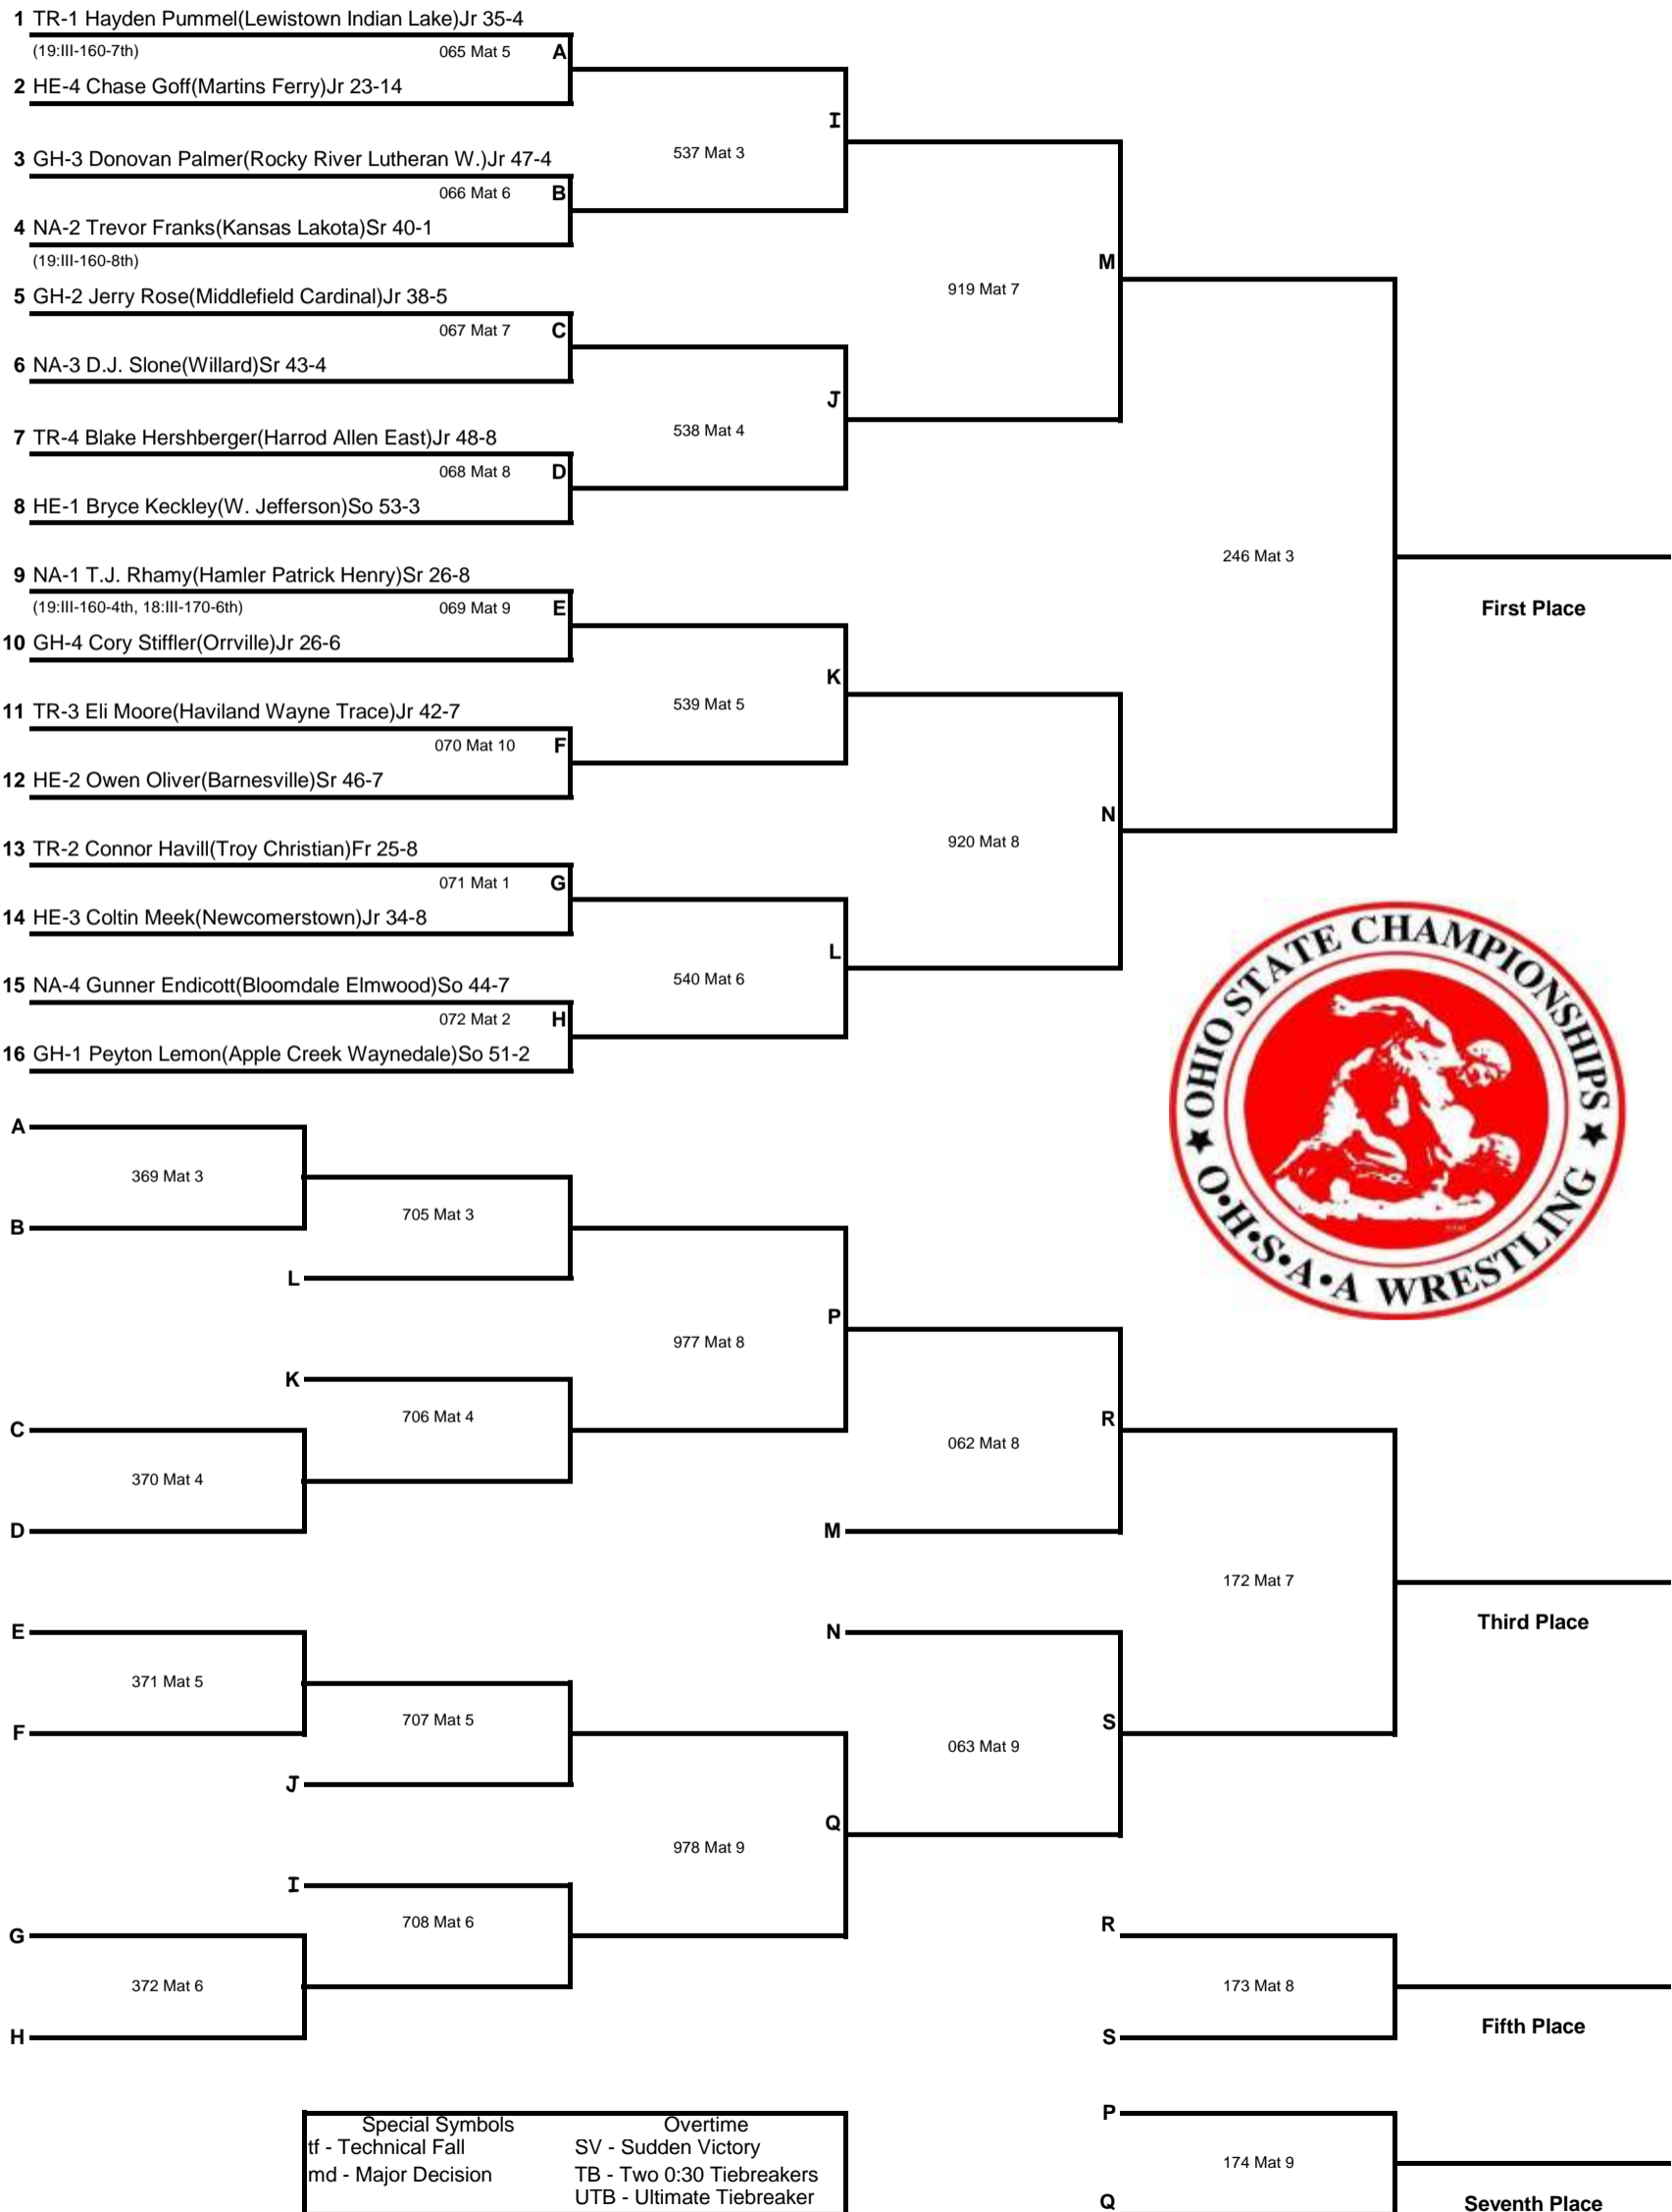 1 TR-1 Hayden Pummel(Lewistown Indian Lake)Jr 35-4
(19:III-160-7th) 065 Mat 5 A
2 HE-4 Chase Goff(Martins Ferry)Jr 23-14
I
3 GH-3 Donovan Palmer(Rocky River Lutheran W.)Jr 47-4
537 Mat 3
066 Mat 6 B
4 NA-2 Trevor Franks(Kansas Lakota)Sr 40-1
(19:III-160-8th)
M
919 Mat 7
5 GH-2 Jerry Rose(Middlefield Cardinal)Jr 38-5
067 Mat 7 C
6 NA-3 D.J. Slone(Willard)Sr 43-4
J
538 Mat 4
7 TR-4 Blake Hershberger(Harrod Allen East)Jr 48-8
068 Mat 8 D
8 HE-1 Bryce Keckley(W. Jefferson)So 53-3
246 Mat 3
9 NA-1 T.J. Rhamy(Hamler Patrick Henry)Sr 26-8
(19:III-160-4th, 18:III-170-6th) 069 Mat 9 E
First Place
10 GH-4 Cory Stiffler(Orrville)Jr 26-6
K
539 Mat 5
11 TR-3 Eli Moore(Haviland Wayne Trace)Jr 42-7
070 Mat 10 F
12 HE-2 Owen Oliver(Barnesville)Sr 46-7
N
920 Mat 8
13 TR-2 Connor Havill(Troy Christian)Fr 25-8
071 Mat 1 G
14 HE-3 Coltin Meek(Newcomerstown)Jr 34-8
L
540 Mat 6
15 NA-4 Gunner Endicott(Bloomdale Elmwood)So 44-7
072 Mat 2 H
16 GH-1 Peyton Lemon(Apple Creek Waynedale)So 51-2
★ OHIO STATE CHAMPIONSHIPS ★
O•H•S•A•A WRESTLING
A
369 Mat 3
705 Mat 3
B
L
P
977 Mat 8
K
706 Mat 4
C
R
062 Mat 8
370 Mat 4
D
M
172 Mat 7
Third Place
E
N
371 Mat 5
707 Mat 5
F
S
063 Mat 9
J
Q
978 Mat 9
I
708 Mat 6
G
R
372 Mat 6
173 Mat 8
Fifth Place
H
S
P
Special Symbols Overtime
tf - Technical Fall SV - Sudden Victory
174 Mat 9
md - Major Decision TB - Two 0:30 Tiebreakers
UTB - Ultimate Tiebreaker
Q
Seventh Place